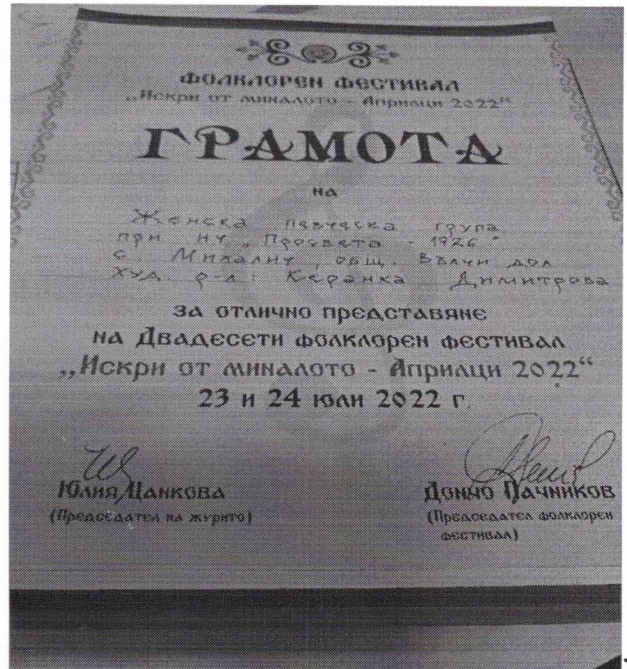 ФОЛКЛОРЕН ФЕСТИВАЛ
„Искри от миналото - Априлци 2022“
ГРАМОТА
НА
Женска певческа група
при НЧ „Просвета - 1926"
с. Михалич, общ. Вълчи дол
худ. р-л: Керанка Димитрова
ЗА ОТЛИЧНО ПРЕДСТАВЯНЕ
НА ДВАДЕСЕТИ ФОЛКЛОРЕН ФЕСТИВАЛ
„Искри от миналото - Априлци 2022“
23 и 24 юли 2022 г.
Юлия Цанкова
(Председател на журито)
Дончо Пачников
(Председател фолклорен
фестивал)